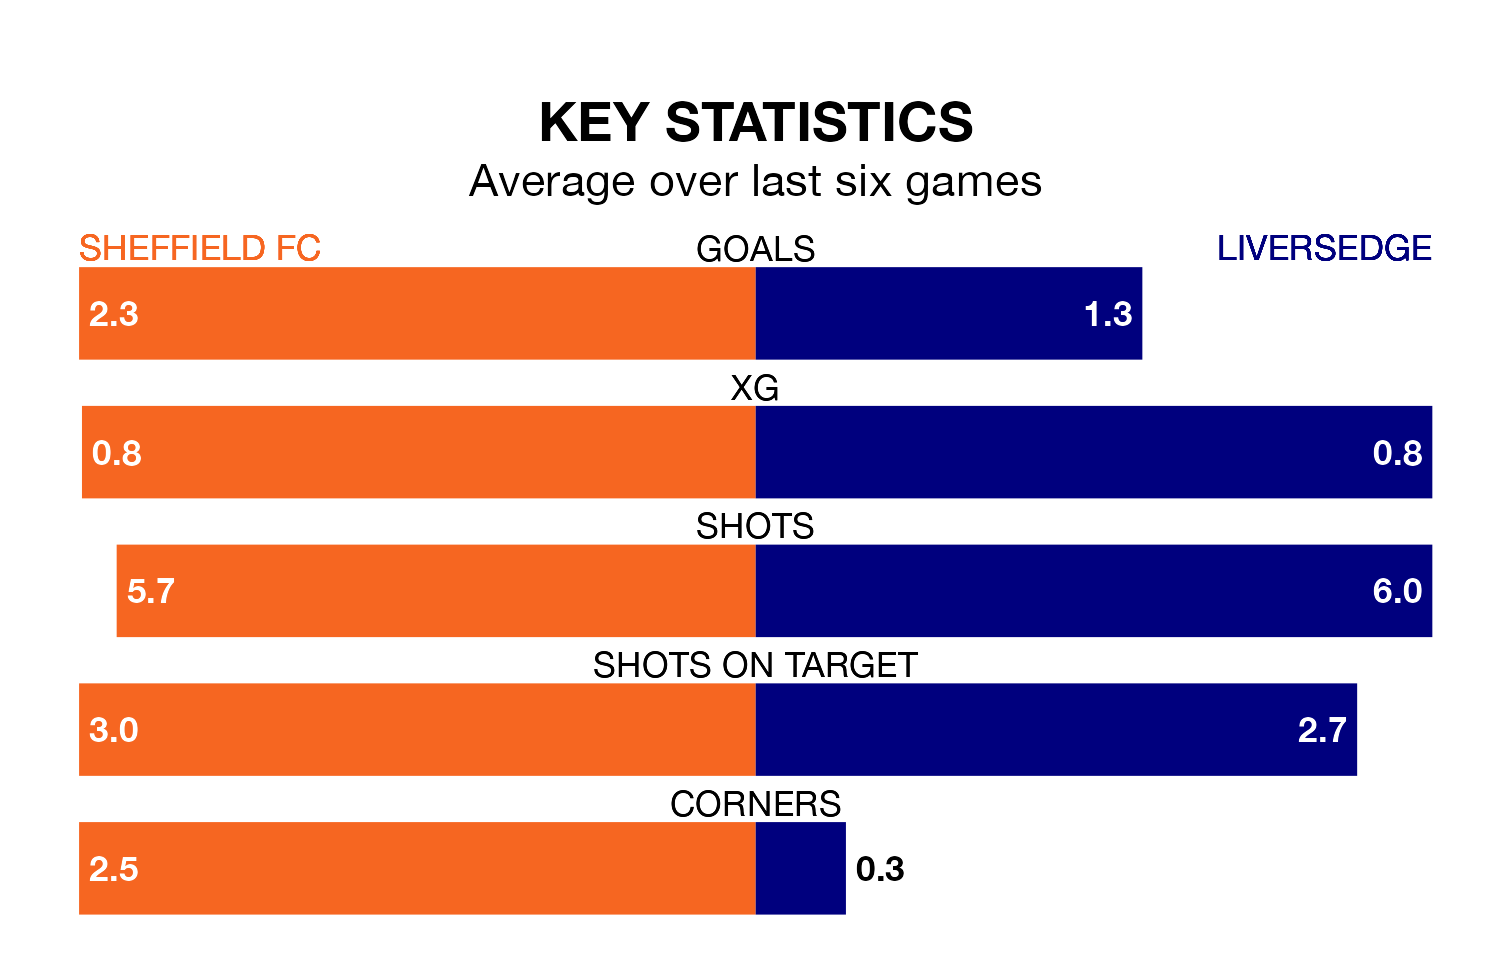 KEY STATISTICS
Average over last six games
SHEFFIELD FC GOALS LIVERSEDGE
2.3 1.3
XG
0.8 0.8
SHOTS
5.7 6.0
SHOTS ON TARGET
3.0 2.7
CORNERS
2.5 0.3